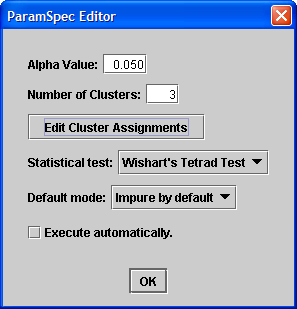 ParamSpec Editor
Alpha Value: 0.050
Number of Clusters: 3
Edit Cluster Assignments
Statistical test: Wishart's Tetrad Test
Default mode: Impure by default
Execute automatically.
OK